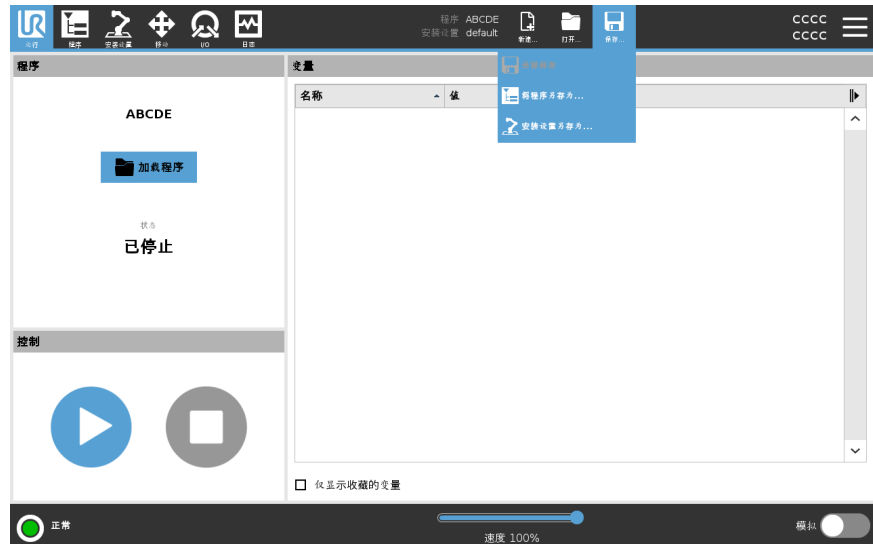 程序 ABCDE
安装设置 default
cccc
cccc
运行
程序
安装设置
移动
I/O
日志
新建...
打开...
保存...
程序
变量
ABCDE
加载程序
状态
已停止
名称
值
将程序另存为...
安装设置另存为...
控制
仅显示收藏的变量
正常
速度 100%
模拟